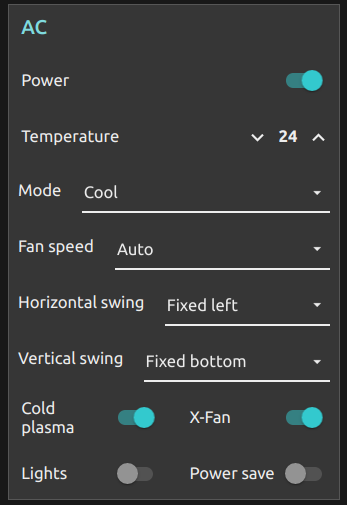 AC
Power
Temperature 24
Mode Cool
Fan speed Auto
Horizontal swing Fixed left
Vertical swing Fixed bottom
Cold
plasma
X-Fan
Lights Power save